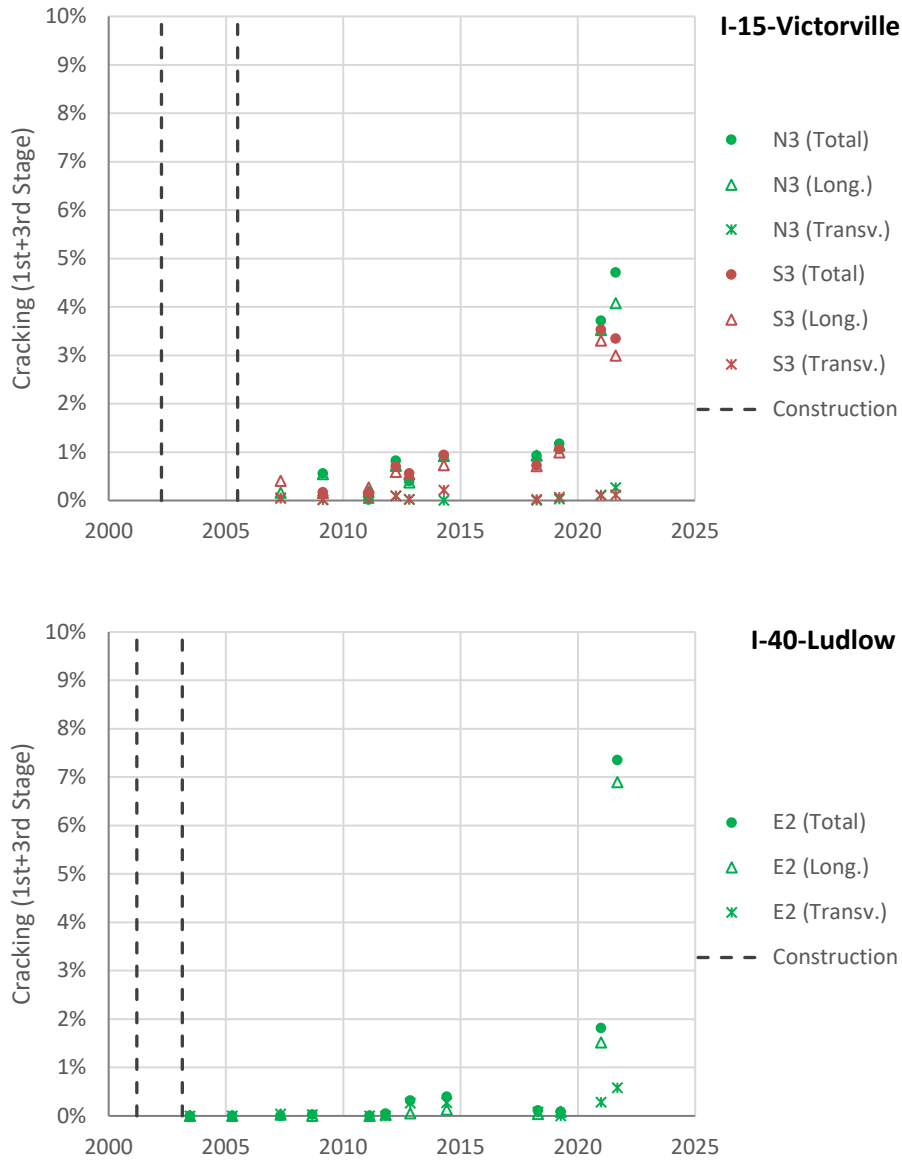 I-15-Victorville
Cracking (1st+3rd Stage)
10%
9%
8%
7%
6%
5%
4%
3%
2%
1%
0%
2000 2005 2010 2015 2020 2025
N3 (Total)
N3 (Long.)
N3 (Transv.)
S3 (Total)
S3 (Long.)
S3 (Transv.)
Construction
I-40-Ludlow
Cracking (1st+3rd Stage)
10%
9%
8%
7%
6%
5%
4%
3%
2%
1%
0%
2000 2005 2010 2015 2020 2025
E2 (Total)
E2 (Long.)
E2 (Transv.)
Construction